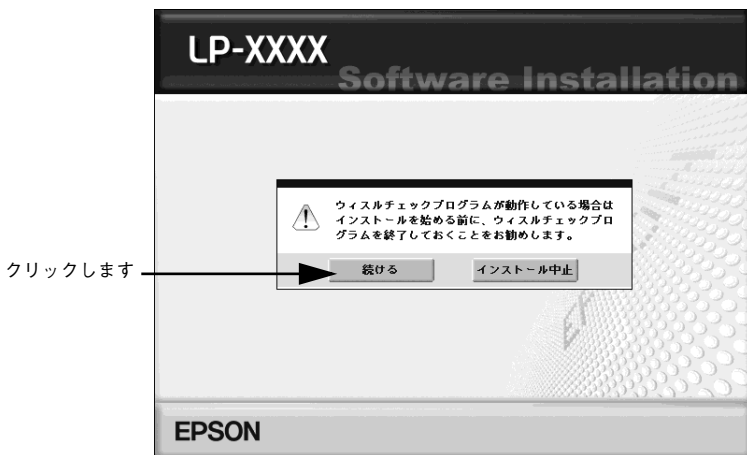 LP-XXXX
Software Installation
ウィスルチェックプログラムが動作している場合は
インストールを始める前に、ウィスルチェックプロ
グラムを終了しておくことをお勧めします。
クリックします
続ける
インストール中止
EPSON